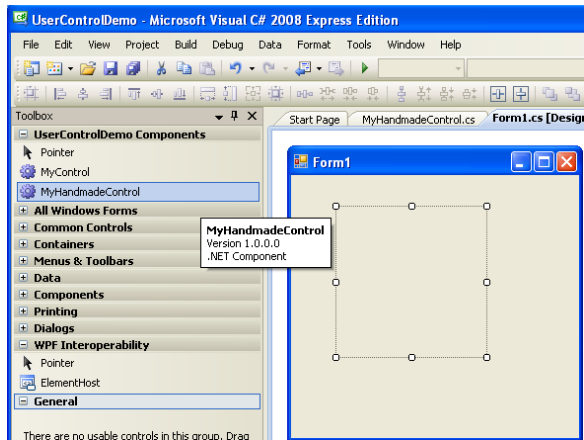 UserControlDemo - Microsoft Visual C# 2008 Express Edition
File Edit View Project Build Debug Data Format Tools Window Help
Toolbox
Start Page MyHandmadeControl.cs Form1.cs [Desig
UserControlDemo Components
Pointer
MyControl
MyHandmadeControl
All Windows Forms
Common Controls
Containers
Menus & Toolbars
Data
Components
Printing
Dialogs
WPF Interoperability
Pointer
ElementHost
General
There are no usable controls in this group. Drag
MyHandmadeControl
Version 1.0.0.0
.NET Component
Form1